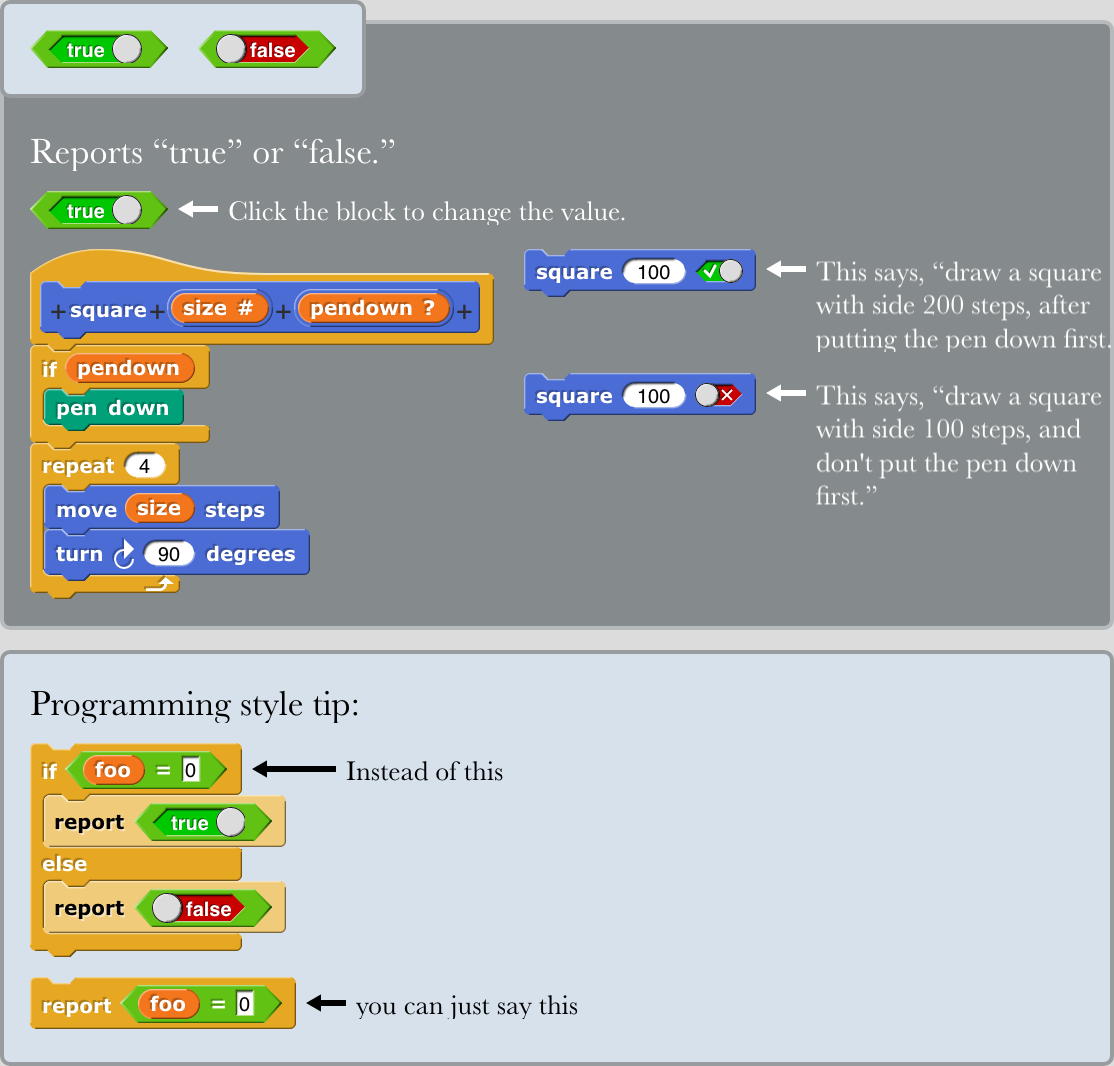 true false
Reports “true” or “false.”
true Click the block to change the value.
+ square + size # + pendown ? +
if pendown
pen down
repeat 4
move size steps
turn 90 degrees
square 100
This says, “draw a square
with side 200 steps, after
putting the pen down first.
square 100
This says, “draw a square
with side 100 steps, and
don't put the pen down
first.”
Programming style tip:
if foo = 0 Instead of this
report true
else
report false
report foo = 0 you can just say this